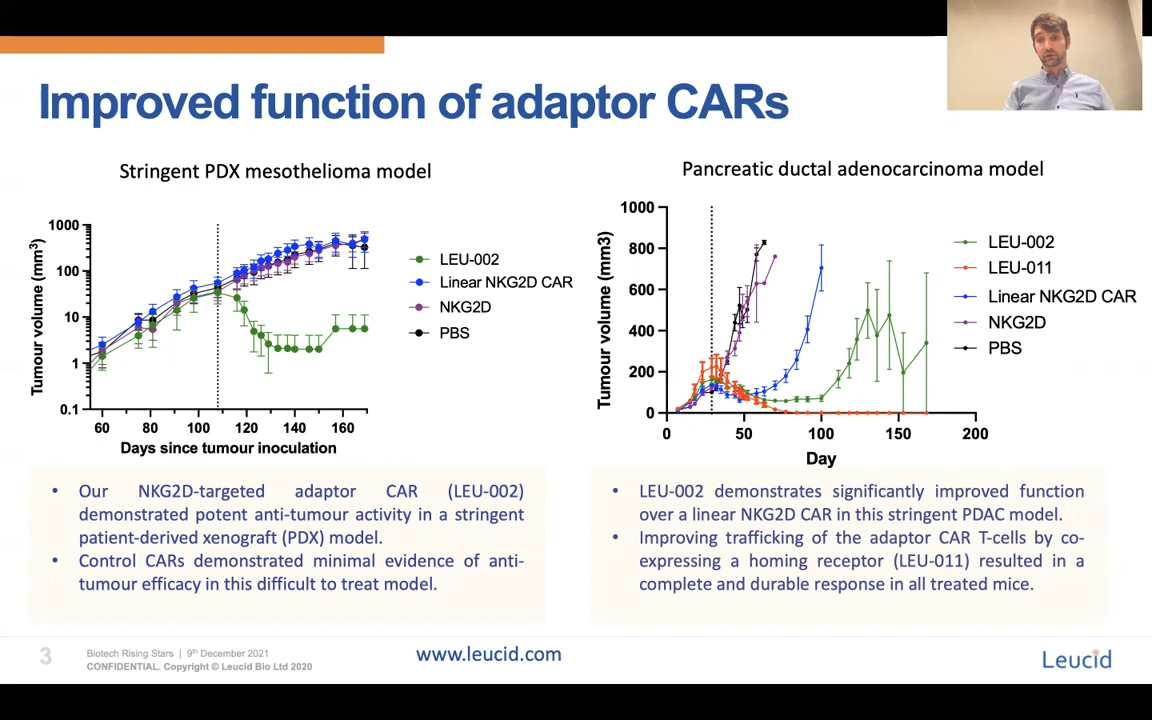 Improved function of adaptor CARs
Stringent PDX mesothelioma model
Tumour volume (mm³)
1000
100
10
1
0.1
60 80 100 120 140 160
Days since tumour inoculation
LEU-002
Linear NKG2D CAR
NKG2D
PBS
Pancreatic ductal adenocarcinoma model
Tumour volume (mm3)
1000
800
600
400
200
0
0 50 100 150 200
Day
LEU-002
LEU-011
Linear NKG2D CAR
NKG2D
PBS
• Our NKG2D-targeted adaptor CAR (LEU-002)
demonstrated potent anti-tumour activity in a stringent
patient-derived xenograft (PDX) model.
• Control CARs demonstrated minimal evidence of anti-
tumour efficacy in this difficult to treat model.
• LEU-002 demonstrates significantly improved function
over a linear NKG2D CAR in this stringent PDAC model.
• Improving trafficking of the adaptor CAR T-cells by co-
expressing a homing receptor (LEU-011) resulted in a
complete and durable response in all treated mice.
3
Biotech Rising Stars | 9th December 2021
CONFIDENTIAL. Copyright © Leucid Bio Ltd 2020
www.leucid.com
Leucid